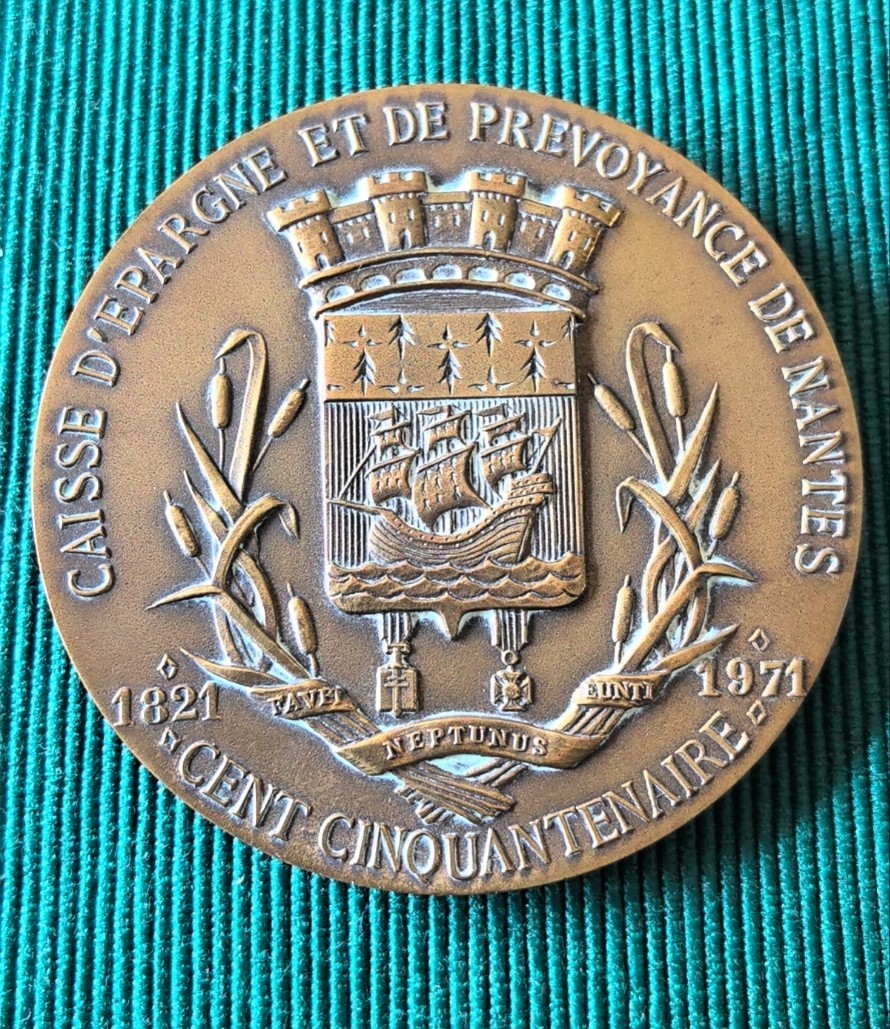 CAISSE D'EPARGNE ET DE PREVOYANCE DE NANTES
1821
1971
FAVET
NEPTUNUS
EUNTI
CENT CINQUANTENAIRE